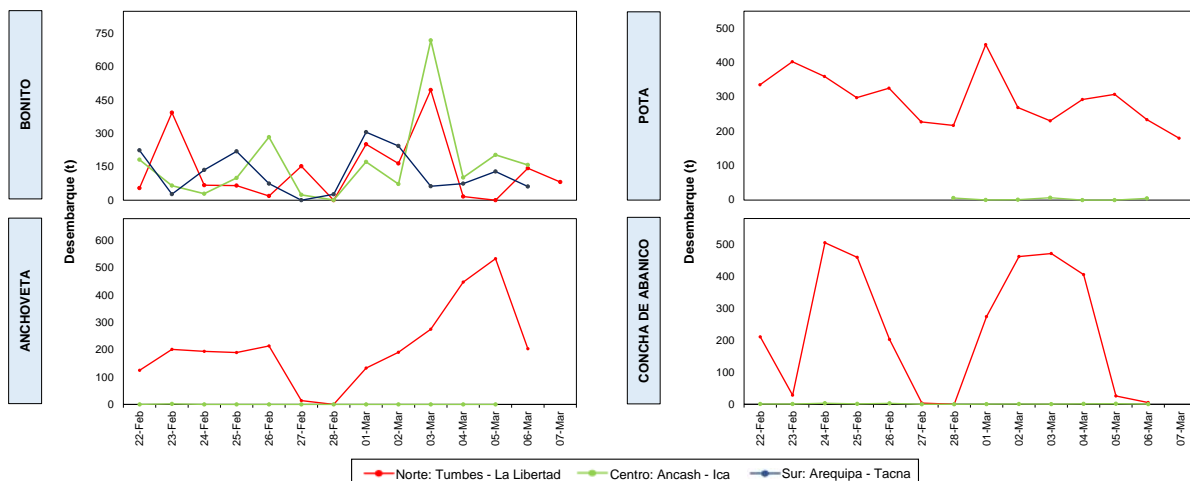 BONITO
Desembarque (t)
750
600
450
300
150
0
POTA
500
400
300
200
100
0
ANCHOVETA
600
500
400
300
200
100
0
22-Feb
23-Feb
24-Feb
25-Feb
26-Feb
27-Feb
28-Feb
01-Mar
02-Mar
03-Mar
04-Mar
05-Mar
06-Mar
07-Mar
CONCHA DE ABANICO
Desembarque (t)
500
400
300
200
100
0
22-Feb
23-Feb
24-Feb
25-Feb
26-Feb
27-Feb
28-Feb
01-Mar
02-Mar
03-Mar
04-Mar
05-Mar
06-Mar
07-Mar
Norte: Tumbes - La Libertad
Centro: Ancash - Ica
Sur: Arequipa - Tacna